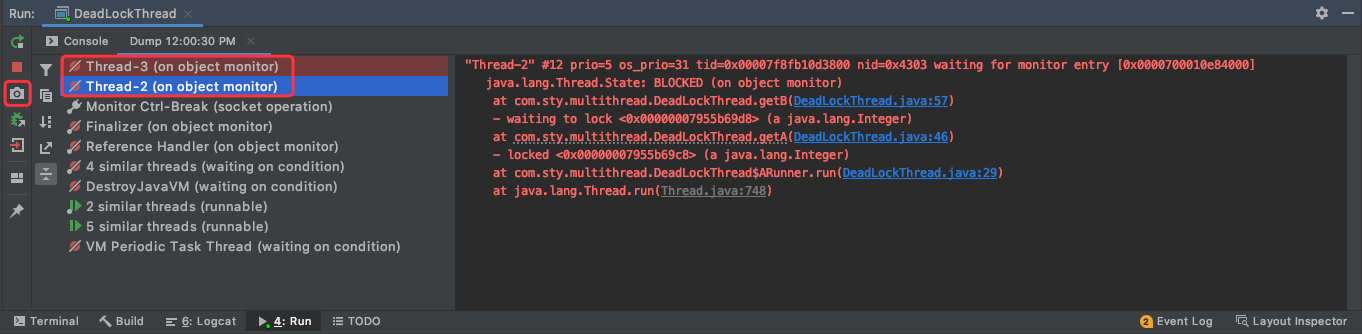 Run: DeadLockThread
Console Dump 12:00:30 PM
Thread-3 (on object monitor)
Thread-2 (on object monitor)
Monitor Ctrl-Break (socket operation)
Finalizer (on object monitor)
Reference Handler (on object monitor)
4 similar threads (waiting on condition)
DestroyJavaVM (waiting on condition)
2 similar threads (runnable)
5 similar threads (runnable)
VM Periodic Task Thread (waiting on condition)
"Thread-2" #12 prio=5 os_prio=31 tid=0x00007f8fb10d3800 nid=0x4303 waiting for monitor entry [0x0000700010e84000]
java.lang.Thread.State: BLOCKED (on object monitor)
at com.sty.multithread.DeadLockThread.getB(DeadLockThread.java:57)
- waiting to lock <0x00000007955b69d8> (a java.lang.Integer)
at com.sty.multithread.DeadLockThread.getA(DeadLockThread.java:46)
- locked <0x00000007955b69c8> (a java.lang.Integer)
at com.sty.multithread.DeadLockThread$ARunner.run(DeadLockThread.java:29)
at java.lang.Thread.run(Thread.java:748)
Terminal Build 6: Logcat 4: Run TODO 2 Event Log Layout Inspector